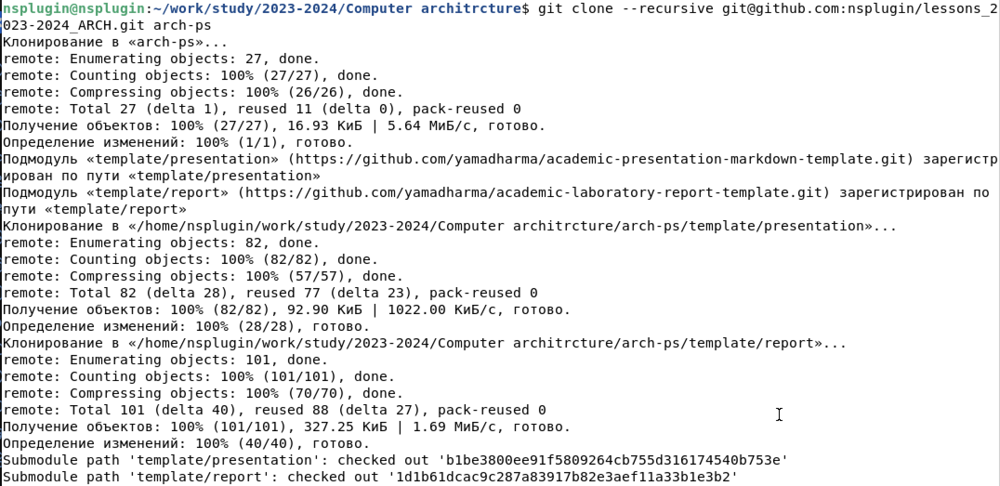 nsplugin@nsplugin:~/work/study/2023-2024/Computer architrcture$ git clone --recursive git@github.com:nsplugin/lessons_2
023-2024_ARCH.git arch-ps
Клонирование в «arch-ps»...
remote: Enumerating objects: 27, done.
remote: Counting objects: 100% (27/27), done.
remote: Compressing objects: 100% (26/26), done.
remote: Total 27 (delta 1), reused 11 (delta 0), pack-reused 0
Получение объектов: 100% (27/27), 16.93 КиБ | 5.64 МиБ/с, готово.
Определение изменений: 100% (1/1), готово.
Подмодуль «template/presentation» (https://github.com/yamadharma/academic-presentation-markdown-template.git) зарегистр
ирован по пути «template/presentation»
Подмодуль «template/report» (https://github.com/yamadharma/academic-laboratory-report-template.git) зарегистрирован по
пути «template/report»
Клонирование в «/home/nsplugin/work/study/2023-2024/Computer architrcture/arch-ps/template/presentation»...
remote: Enumerating objects: 82, done.
remote: Counting objects: 100% (82/82), done.
remote: Compressing objects: 100% (57/57), done.
remote: Total 82 (delta 28), reused 77 (delta 23), pack-reused 0
Получение объектов: 100% (82/82), 92.90 КиБ | 1022.00 КиБ/с, готово.
Определение изменений: 100% (28/28), готово.
Клонирование в «/home/nsplugin/work/study/2023-2024/Computer architrcture/arch-ps/template/report»...
remote: Enumerating objects: 101, done.
remote: Counting objects: 100% (101/101), done.
remote: Compressing objects: 100% (70/70), done.
remote: Total 101 (delta 40), reused 88 (delta 27), pack-reused 0
Получение объектов: 100% (101/101), 327.25 КиБ | 1.69 МиБ/с, готово.
Определение изменений: 100% (40/40), готово.
Submodule path 'template/presentation': checked out 'b1be3800ee91f5809264cb755d316174540b753e'
Submodule path 'template/report': checked out '1d1b61dcac9c287a83917b82e3aef11a33b1e3b2'